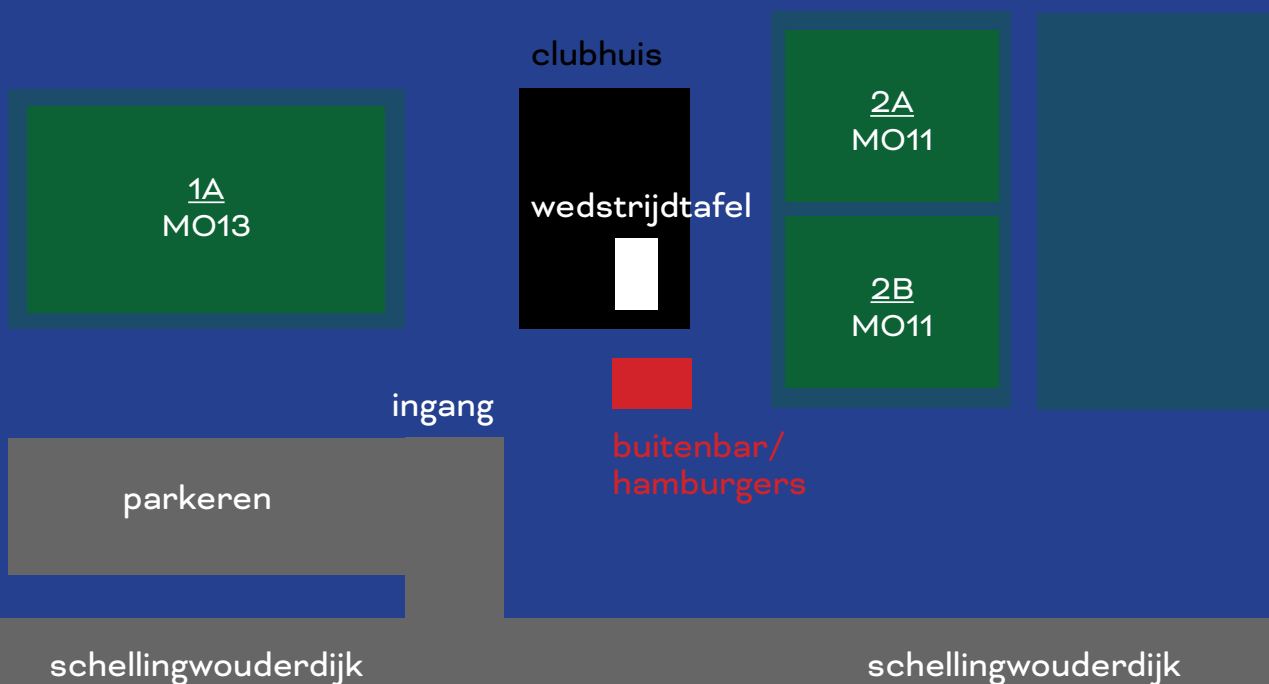 clubhuis
2A
MO11
1A
MO13
wedstrijdtafel
2B
MO11
ingang
buitenbar/
hamburgers
parkeren
schellingwouderdijk
schellingwouderdijk